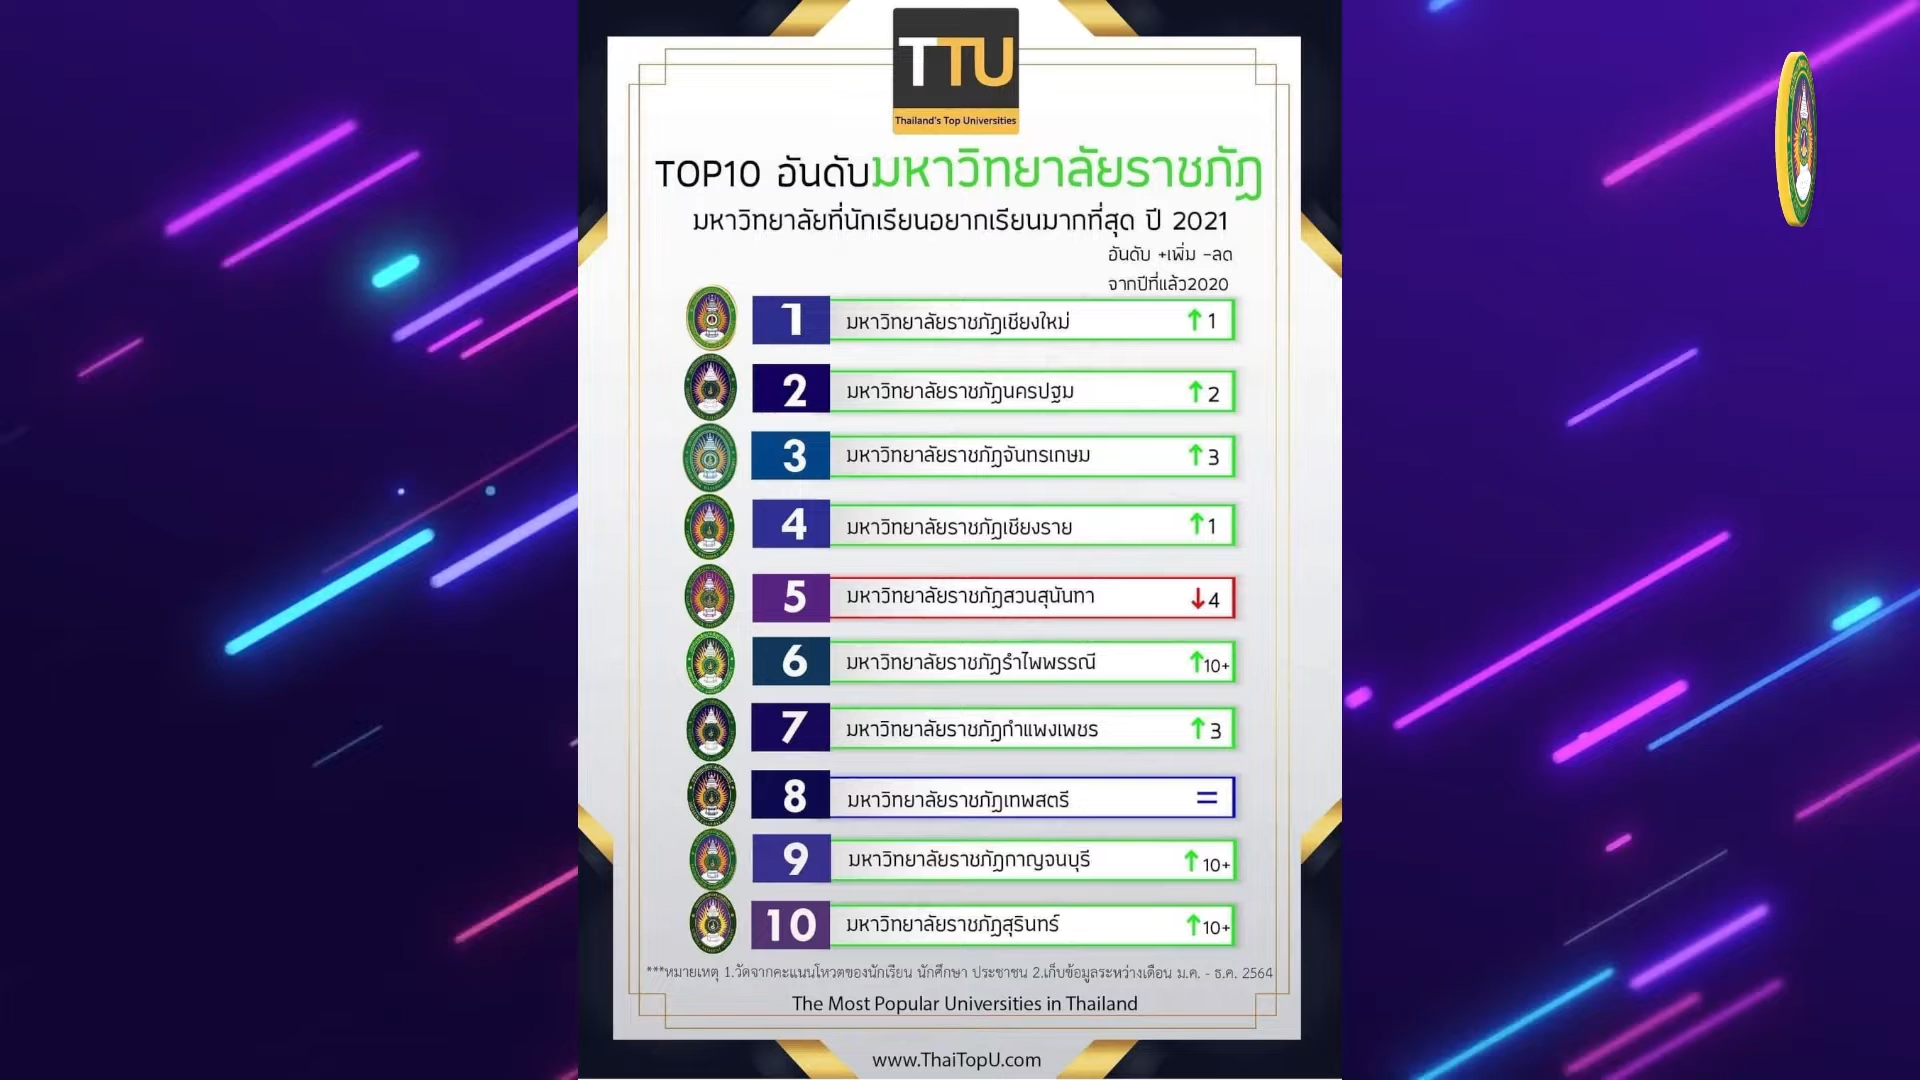 TTU
Thailand's Top Universities
TOP10 อันดับมหาวิทยาลัยราชภัฏ
มหาวิทยาลัยที่นักเรียนอยากเรียนมากที่สุด ปี 2021
อันดับ +เพิ่ม -ลด
จากปีที่แล้ว2020
1 มหาวิทยาลัยราชภัฏเชียงใหม่ ↑1
2 มหาวิทยาลัยราชภัฏนครปฐม ↑2
3 มหาวิทยาลัยราชภัฏจันทรเกษม ↑3
4 มหาวิทยาลัยราชภัฏเชียงราย ↑1
5 มหาวิทยาลัยราชภัฏสวนสุนันทา ↓4
6 มหาวิทยาลัยราชภัฏรำไพพรรณี ↑10+
7 มหาวิทยาลัยราชภัฏกำแพงเพชร ↑3
8 มหาวิทยาลัยราชภัฏเทพสตรี =
9 มหาวิทยาลัยราชภัฏกาญจนบุรี ↑10+
10 มหาวิทยาลัยราชภัฏสุรินทร์ ↑10+
***หมายเหตุ 1.วัดจากคะแนนโหวตของนักเรียน นักศึกษา ประชาชน 2.เก็บข้อมูลระหว่างเดือน ม.ค. - ธ.ค. 2564
The Most Popular Universities in Thailand
www.ThaiTopU.com